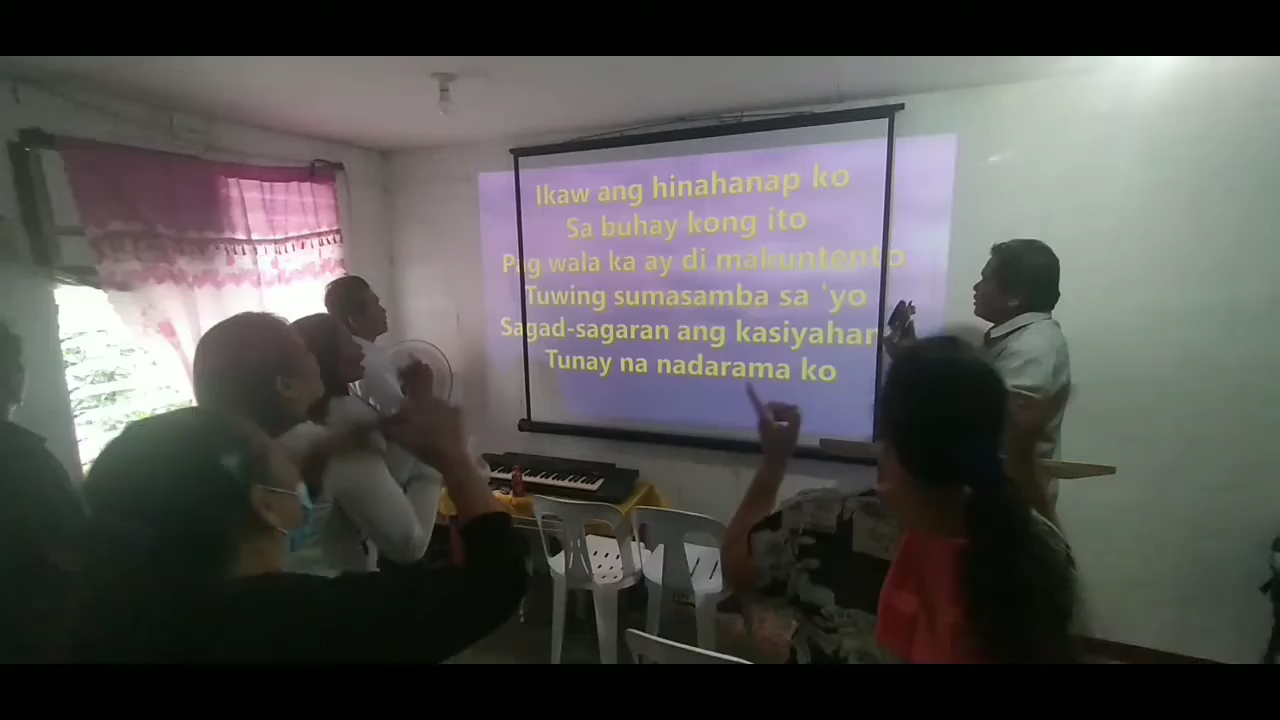 Ikaw ang hinahanap ko
Sa buhay kong ito
Pag wala ka ay di makuntento
Tuwing sumasamba sa 'yo
Sagad-sagaran ang kasiyahan
Tunay na nadarama ko